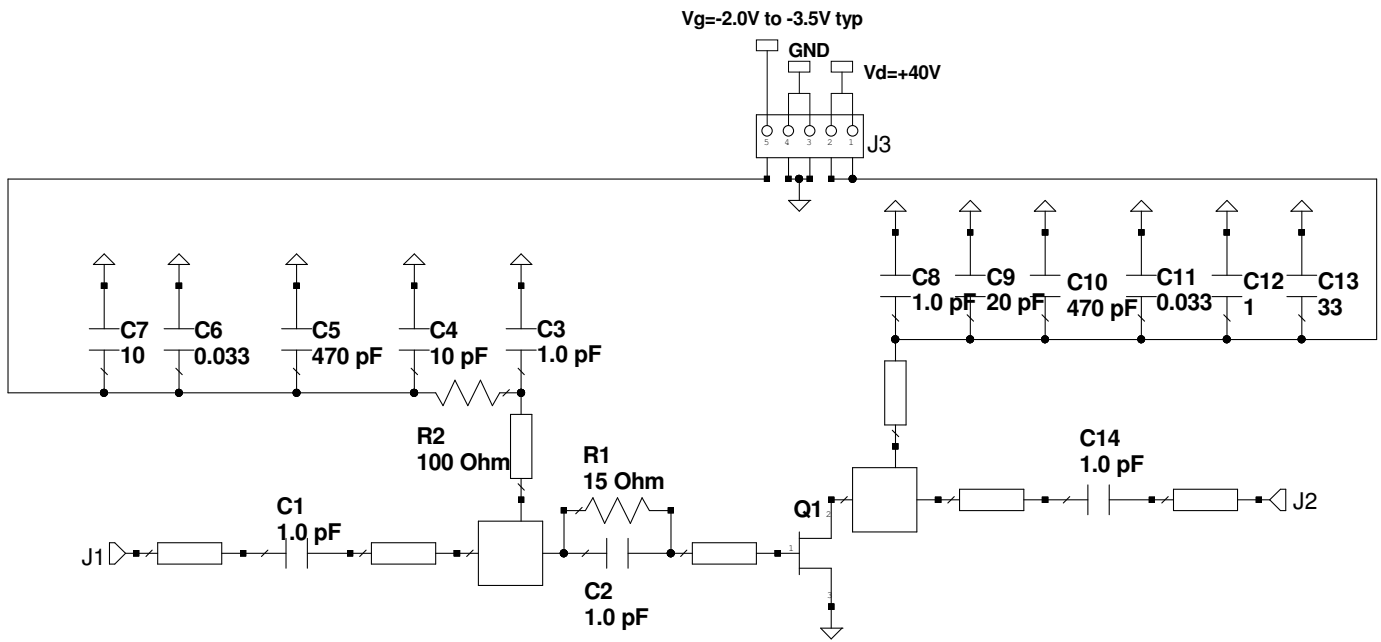 Vg=-2.0V to -3.5V typ
GND
Vd=+40V
5 4 3 2 1
J3
C8
1.0 pF
C9
20 pF
C10
470 pF
C11
0.033
C12
1
C13
33
C7
10
C6
0.033
C5
470 pF
C4
10 pF
C3
1.0 pF
R2
100 Ohm
R1
15 Ohm
C14
1.0 pF
C1
1.0 pF
Q1
2
J2
J1
1
C2
1.0 pF
3